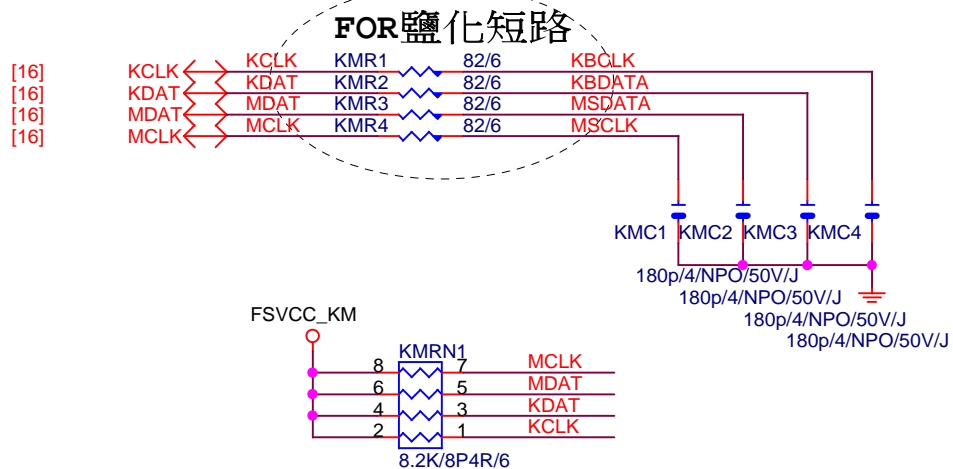 FOR鹽化短路
[16] KCLK KCLK KMR1 82/6 KBCLK
[16] KDAT KDAT KMR2 82/6 KBDATA
[16] MDAT MDAT KMR3 82/6 MSDATA
[16] MCLK MCLK KMR4 82/6 MSCLK
KMC1 KMC2 KMC3 KMC4
180p/4/NPO/50V/J
180p/4/NPO/50V/J
180p/4/NPO/50V/J
180p/4/NPO/50V/J
FSVCC_KM
KMRN1
8 7 MCLK
6 5 MDAT
4 3 KDAT
2 1 KCLK
8.2K/8P4R/6